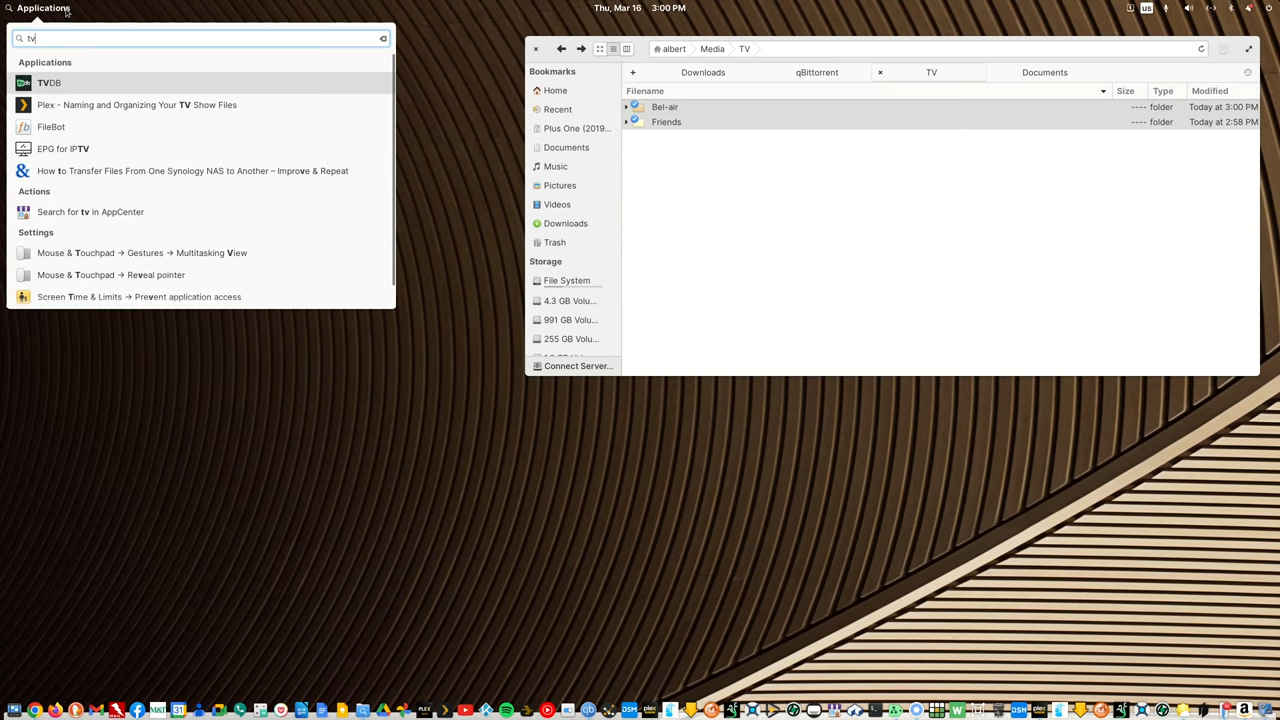 Applications
Thu, Mar 16 3:00 PM
us
tv
Applications
TVDB
Plex - Naming and Organizing Your TV Show Files
FileBot
EPG for IPTV
How to Transfer Files From One Synology NAS to Another – Improve & Repeat
Actions
Search for tv in AppCenter
Settings
Mouse & Touchpad → Gestures → Multitasking View
Mouse & Touchpad → Reveal pointer
Screen Time & Limits → Prevent application access
albert Media TV
Bookmarks
Home
Recent
Plus One (2019...
Documents
Music
Pictures
Videos
Downloads
Trash
Storage
File System
4.3 GB Volu...
991 GB Volu...
255 GB Volu...
Connect Server...
Downloads qBittorrent TV Documents
Filename Size Type Modified
Bel-air ---- folder Today at 3:00 PM
Friends ---- folder Today at 2:58 PM